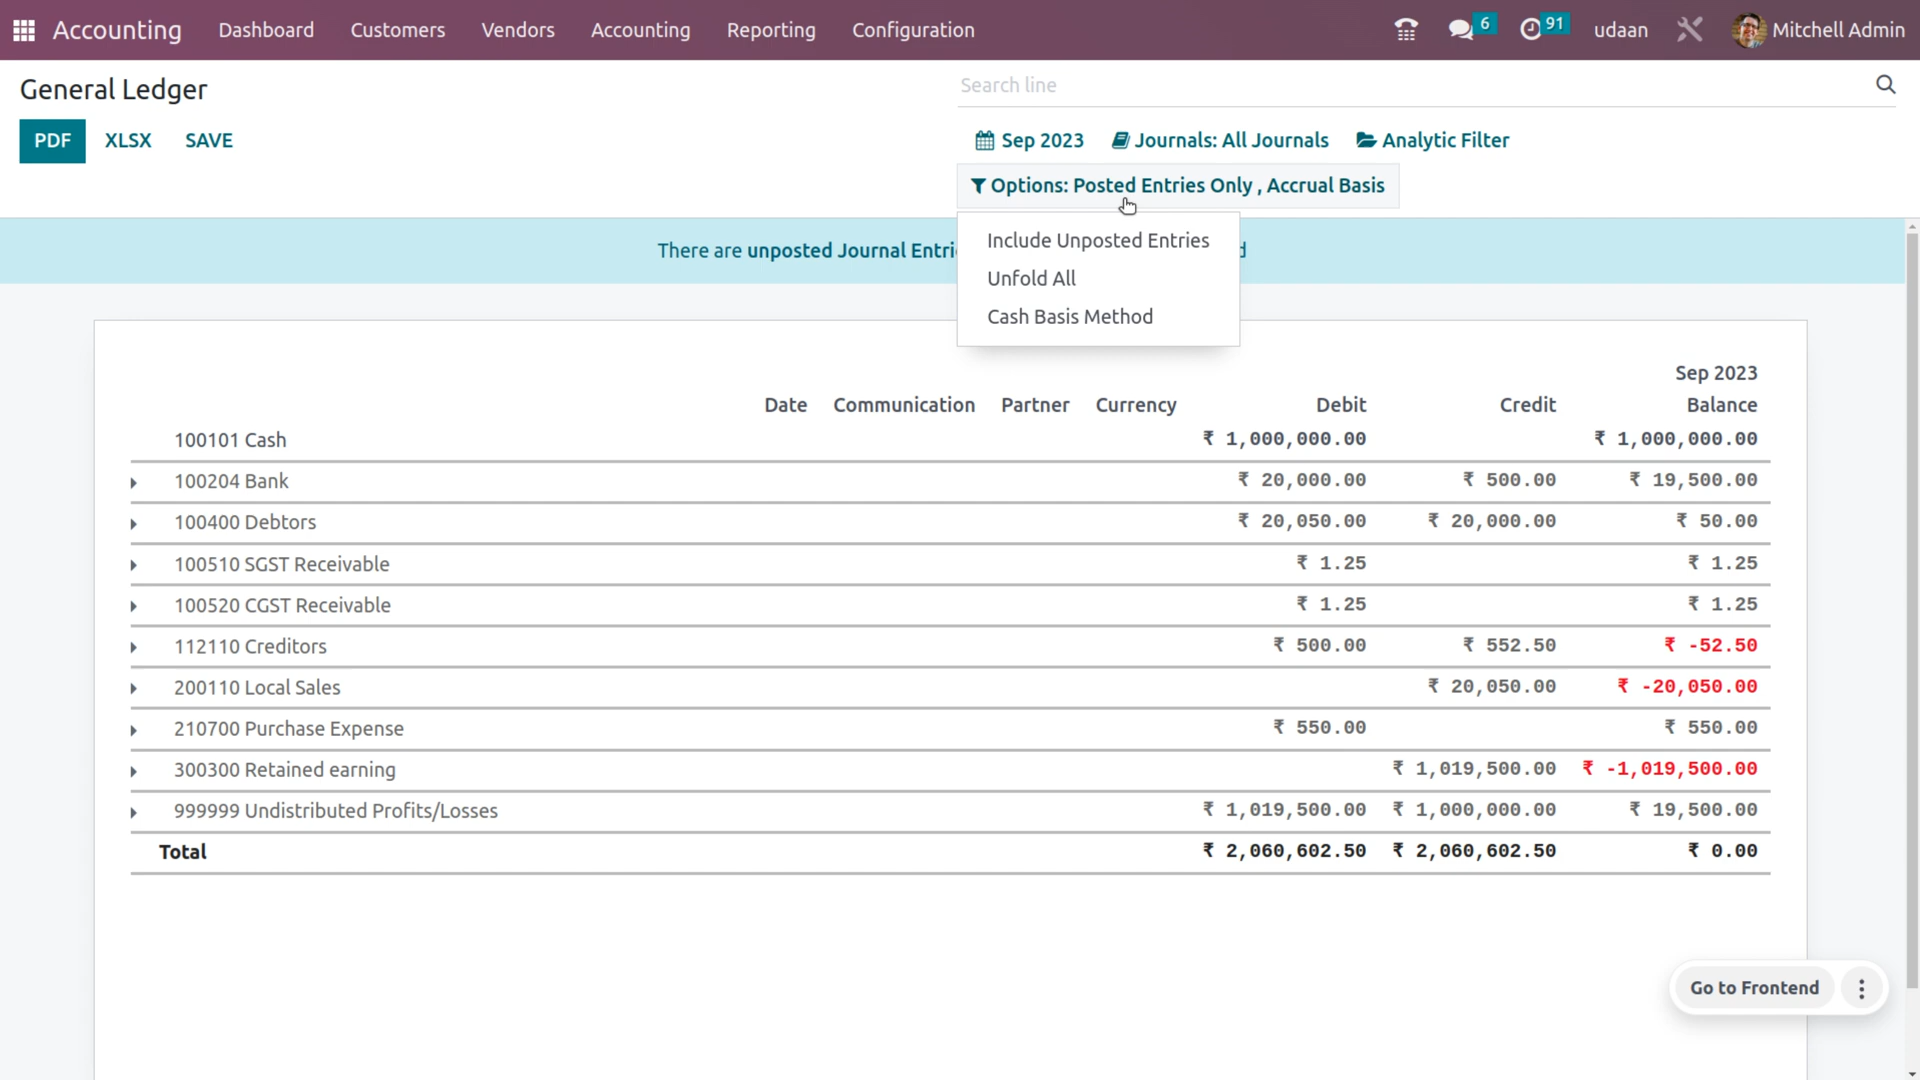 Accounting Dashboard Customers Vendors Accounting Reporting Configuration 6 91 udaan Mitchell Admin
General Ledger
Search line
PDF XLSX SAVE
Sep 2023 Journals: All Journals Analytic Filter
Options: Posted Entries Only , Accrual Basis
Include Unposted Entries
Unfold All
Cash Basis Method
There are unposted Journal
Sep 2023
Date Communication Partner Currency Debit Credit Balance
100101 Cash ₹ 1,000,000.00 ₹ 1,000,000.00
100204 Bank ₹ 20,000.00 ₹ 500.00 ₹ 19,500.00
100400 Debtors ₹ 20,050.00 ₹ 20,000.00 ₹ 50.00
100510 SGST Receivable ₹ 1.25 ₹ 1.25
100520 CGST Receivable ₹ 1.25 ₹ 1.25
112110 Creditors ₹ 500.00 ₹ 552.50 ₹ -52.50
200110 Local Sales ₹ 20,050.00 ₹ -20,050.00
210700 Purchase Expense ₹ 550.00 ₹ 550.00
300300 Retained earning ₹ 1,019,500.00 ₹ -1,019,500.00
999999 Undistributed Profits/Losses ₹ 1,019,500.00 ₹ 1,000,000.00 ₹ 19,500.00
Total ₹ 2,060,602.50 ₹ 2,060,602.50 ₹ 0.00
Go to Frontend